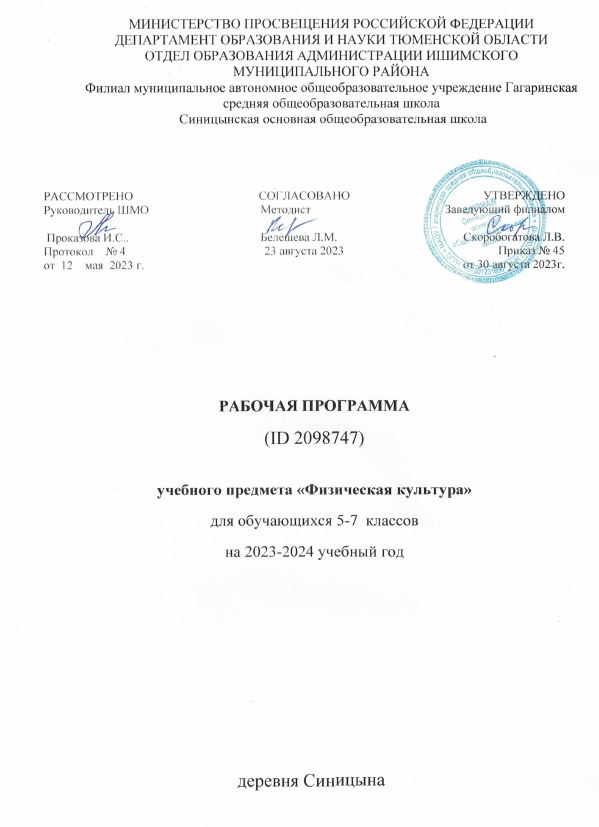 МИНИСТЕРСТВО ПРОСВЕЩЕНИЯ РОССИЙСКОЙ ФЕДЕРАЦИИ
ДЕПАРТАМЕНТ ОБРАЗОВАНИЯ И НАУКИ ТЮМЕНСКОЙ ОБЛАСТИ
ОТДЕЛ ОБРАЗОВАНИЯ АДМИНИСТРАЦИИ ИШИМСКОГО
МУНИЦИПАЛЬНОГО РАЙОНА
Филиал муниципальное автономное общеобразовательное учреждение Гагаринская
средняя общеобразовательная школа
Синицынская основная общеобразовательная школа
РАССМОТРЕНО СОГЛАСОВАНО УТВЕРЖДЕНО
Руководитель ШМО Методист Заведующий филиалом
Проказова И.С.. Белешева Л.М. Скоробогатова Л.В.
Протокол № 4 23 августа 2023 Приказ № 45
от 12 мая 2023 г. от 30 августа 2023г.
РАБОЧАЯ ПРОГРАММА
(ID 2098747)
учебного предмета «Физическая культура»
для обучающихся 5-7 классов
на 2023-2024 учебный год
деревня Синицына